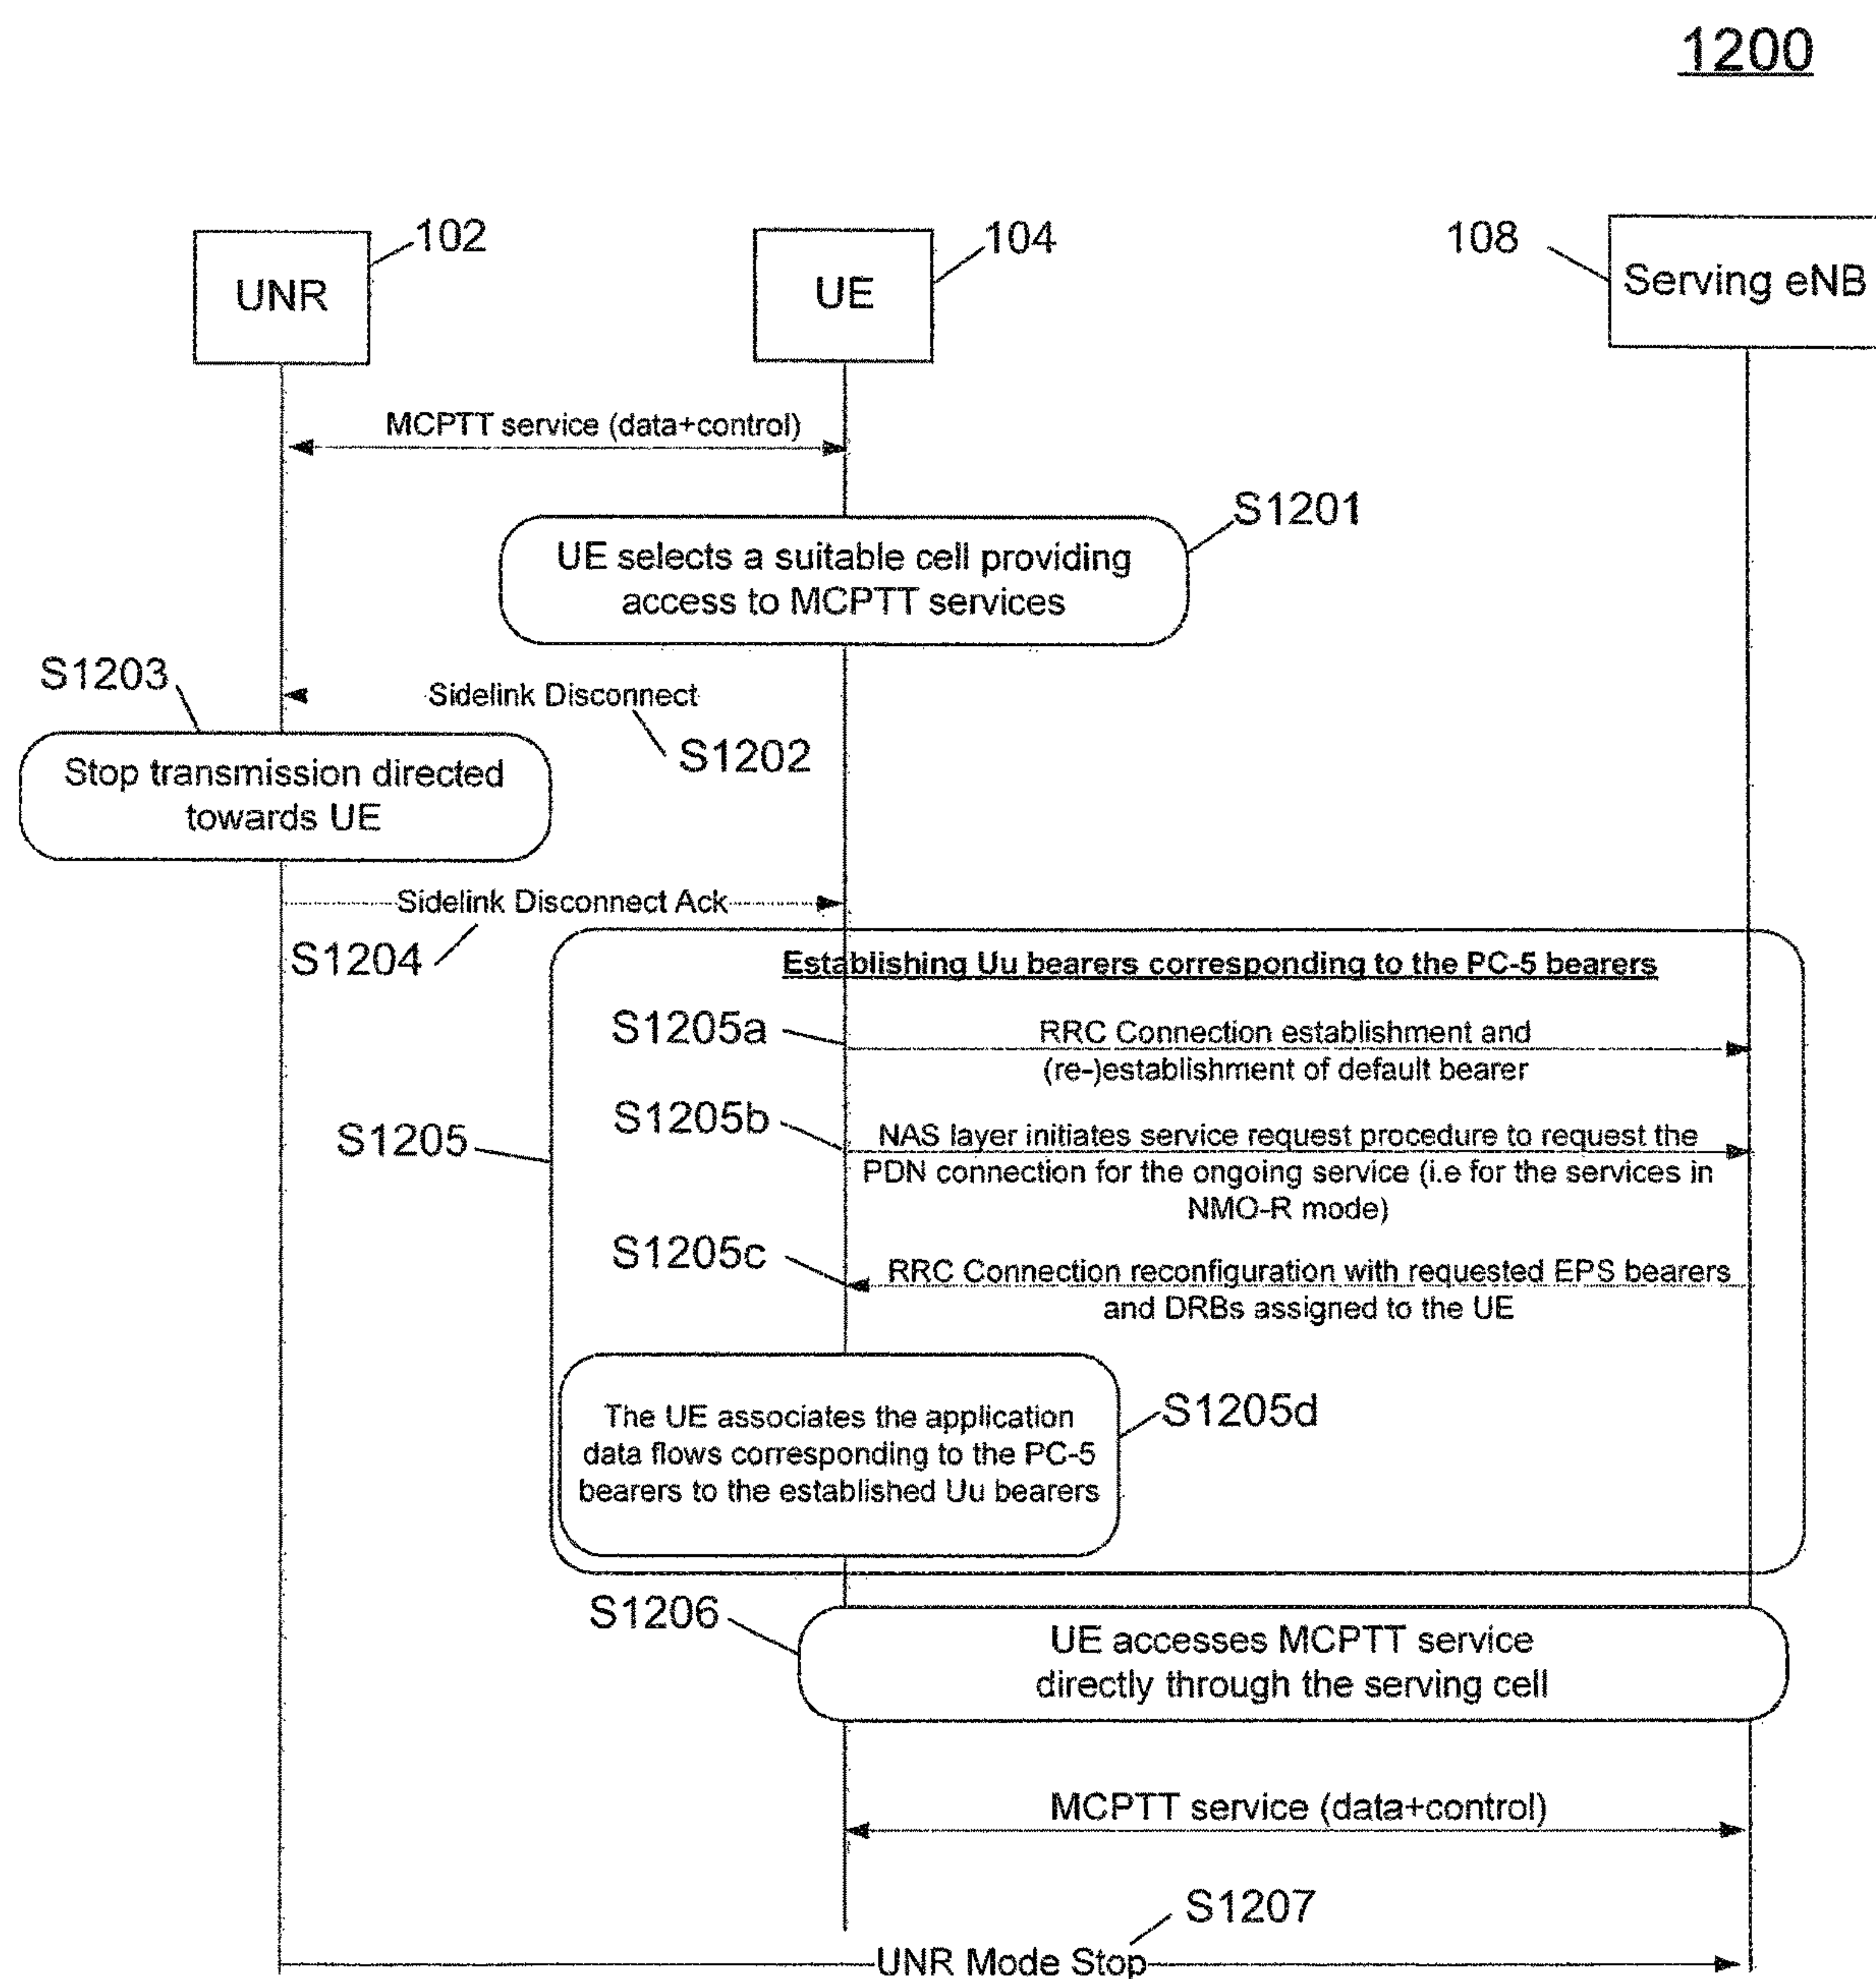 1200
102
104
108
UNR
UE
Serving eNB
MCPTT service (data+control)
S1201
UE selects a suitable cell providing
access to MCPTT services
S1203
Sidelink Disconnect
S1202
Stop transmission directed
towards UE
Sidelink Disconnect Ack
S1204
Establishing Uu bearers corresponding to the PC-5 bearers
S1205a
RRC Connection establishment and
(re-)establishment of default bearer
S1205b
S1205
NAS layer initiates service request procedure to request the
PDN connection for the ongoing service (i.e for the services in
NMO-R mode)
S1205c
RRC Connection reconfiguration with requested EPS bearers
and DRBs assigned to the UE
The UE associates the application
data flows corresponding to the PC-5
bearers to the established Uu bearers
S1205d
S1206
UE accesses MCPTT service
directly through the serving cell
MCPTT service (data+control)
S1207
UNR Mode Stop